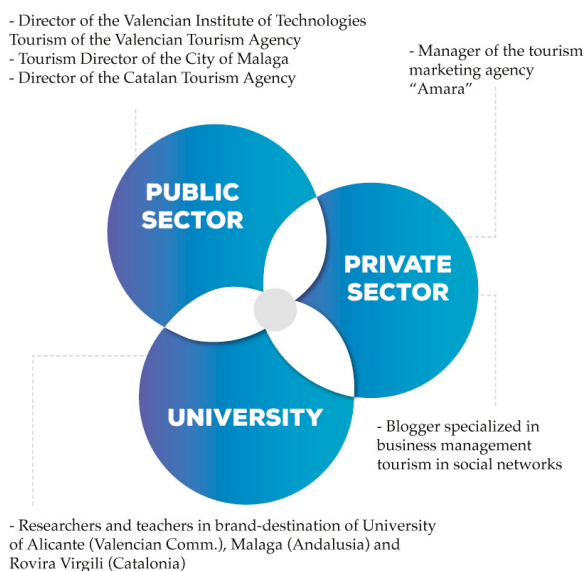 - Director of the Valencian Institute of Technologies
Tourism of the Valencian Tourism Agency
- Tourism Director of the City of Malaga
- Director of the Catalan Tourism Agency
- Manager of the tourism
marketing agency
“Amara”
PUBLIC
SECTOR
PRIVATE
SECTOR
UNIVERSITY
- Blogger specialized in
business management
tourism in social networks
- Researchers and teachers in brand-destination of University
of Alicante (Valencian Comm.), Malaga (Andalusia) and
Rovira Virgili (Catalonia)